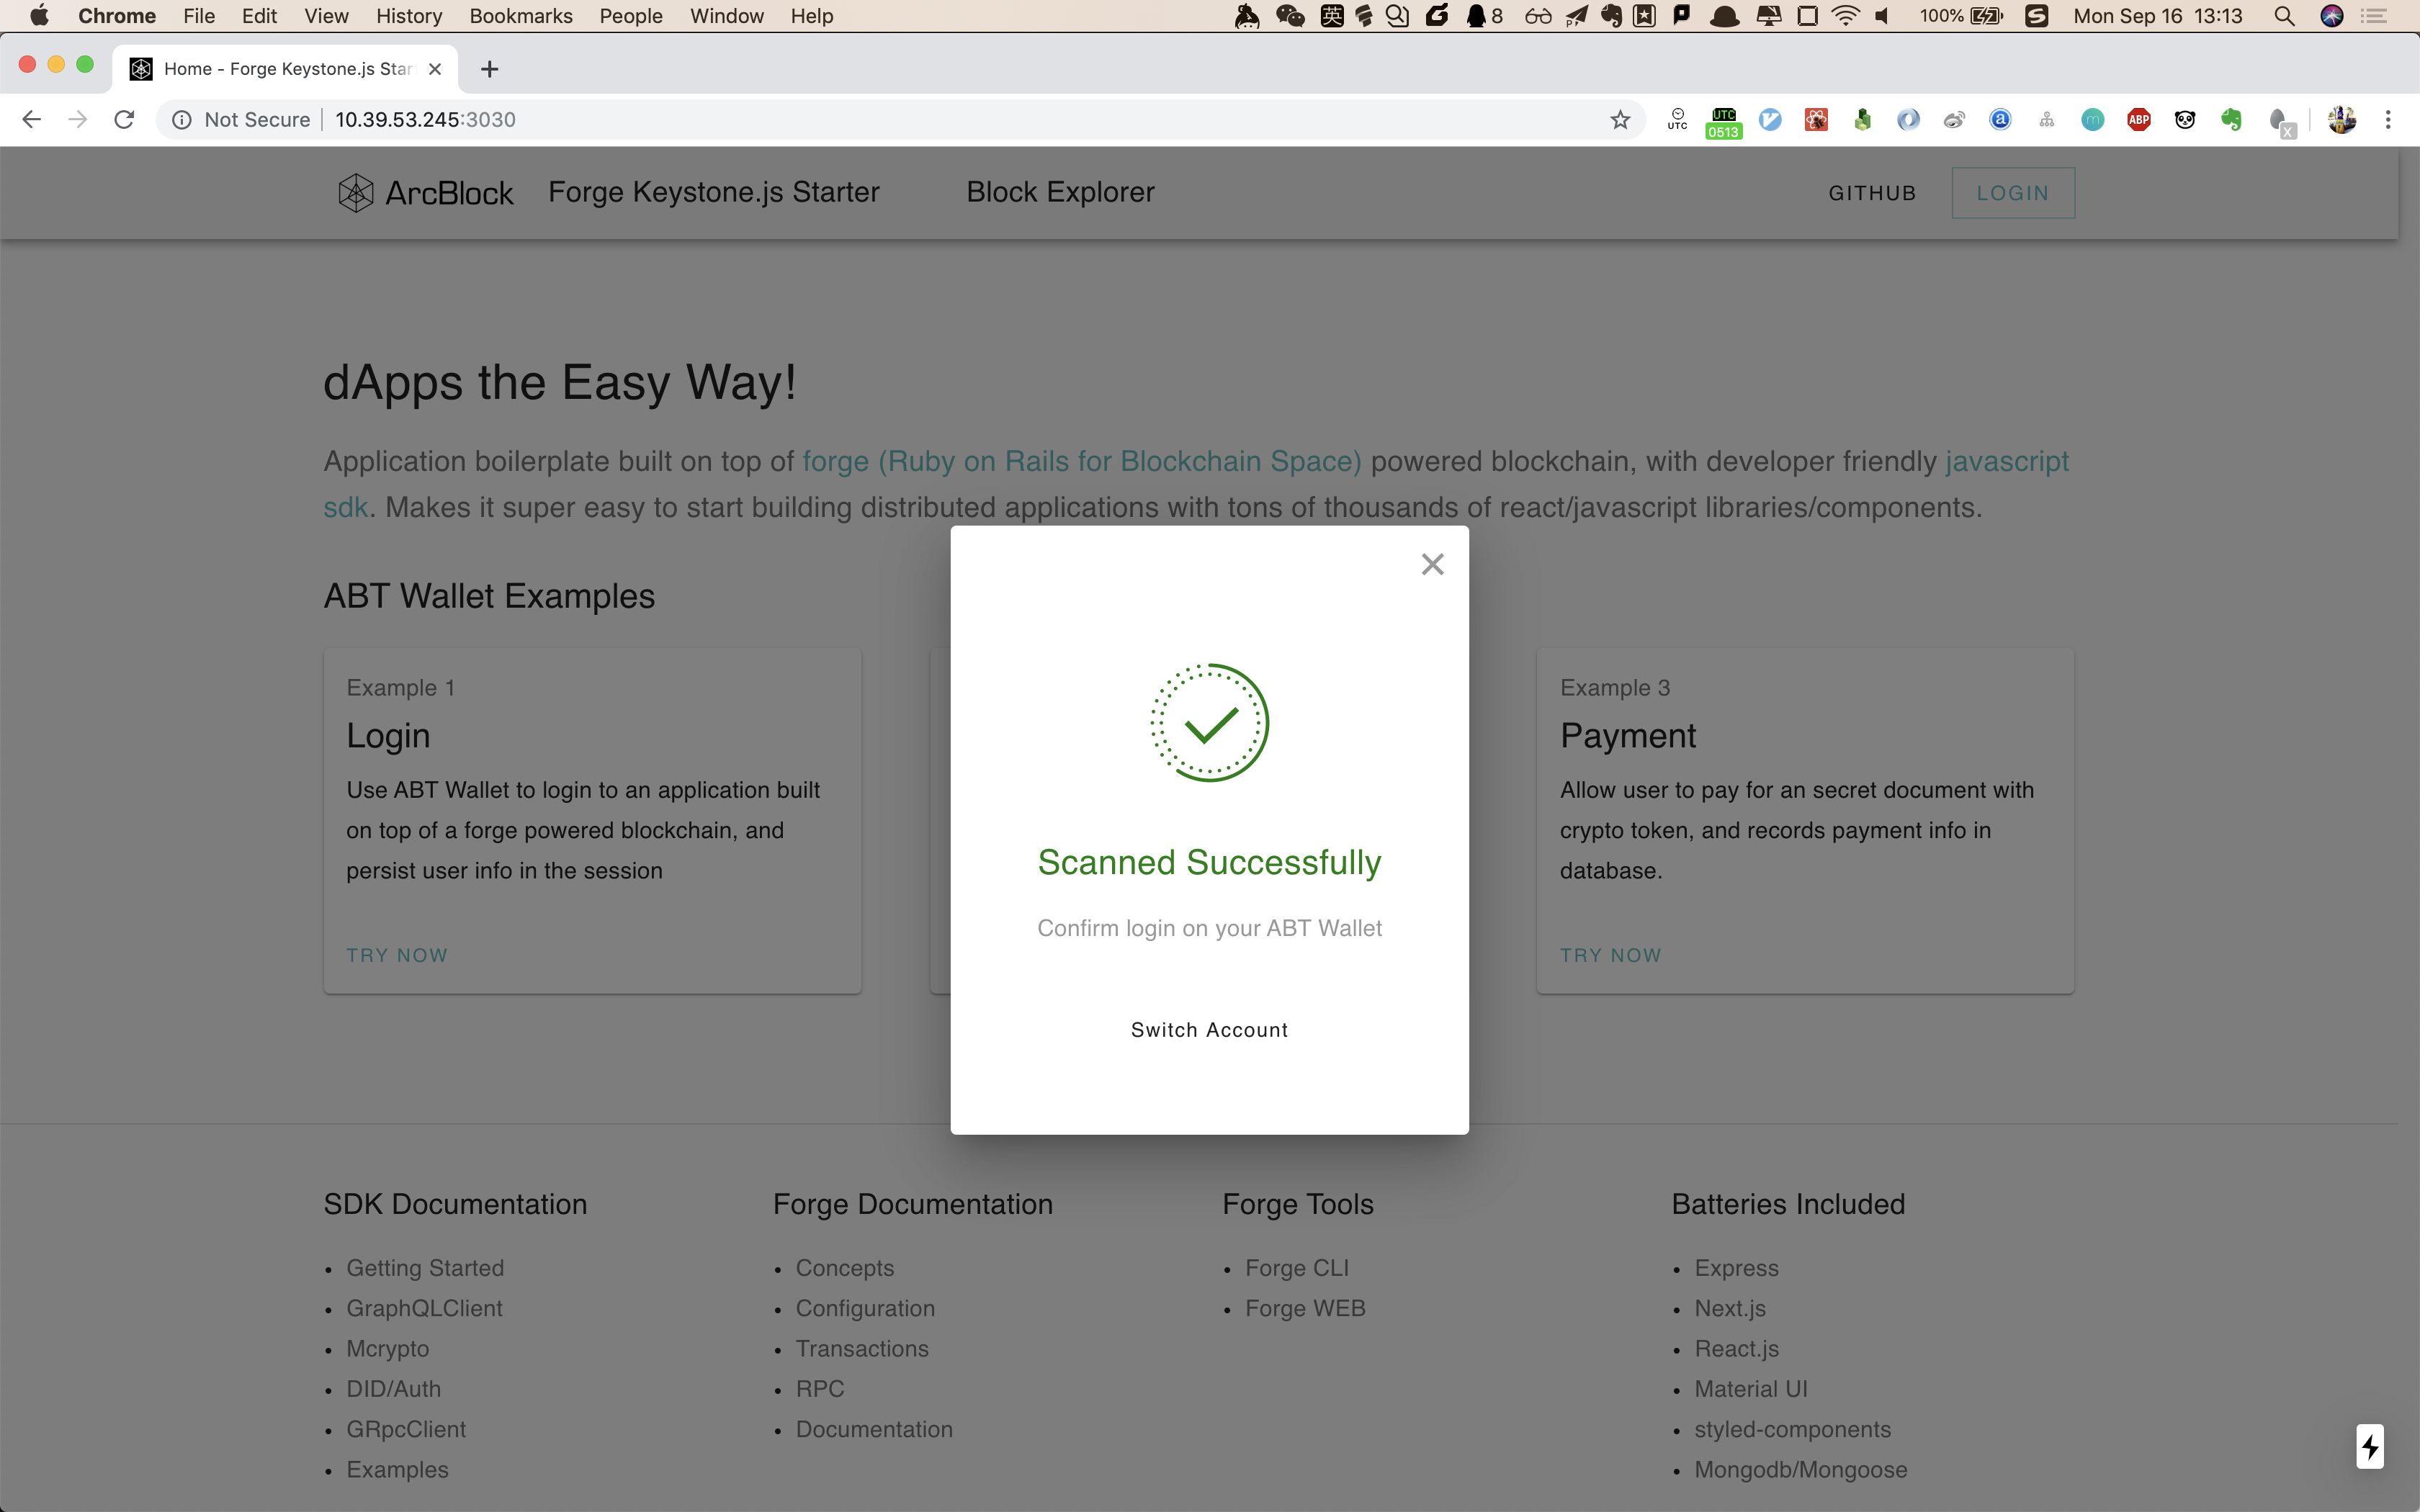 Chrome File Edit View History Bookmarks People Window Help 英 8 100% Mon Sep 16 13:13
Home - Forge Keystone.js Star
Not Secure 10.39.53.245:3030 UTC UTC 0513 ABP
ArcBlock Forge Keystone.js Starter Block Explorer GITHUB LOGIN
dApps the Easy Way!
Application boilerplate built on top of forge (Ruby on Rails for Blockchain Space) powered blockchain, with developer friendly javascript
sdk. Makes it super easy to start building distributed applications with tons of thousands of react/javascript libraries/components.
ABT Wallet Examples
Example 1
Login
Use ABT Wallet to login to an application built
on top of a forge powered blockchain, and
persist user info in the session
TRY NOW
Scanned Successfully
Confirm login on your ABT Wallet
Switch Account
Example 3
Payment
Allow user to pay for an secret document with
crypto token, and records payment info in
database.
TRY NOW
SDK Documentation
Getting Started
GraphQLClient
Mcrypto
DID/Auth
GRpcClient
Examples
Forge Documentation
Concepts
Configuration
Transactions
RPC
Documentation
Forge Tools
Forge CLI
Forge WEB
Batteries Included
Express
Next.js
React.js
Material UI
styled-components
Mongodb/Mongoose